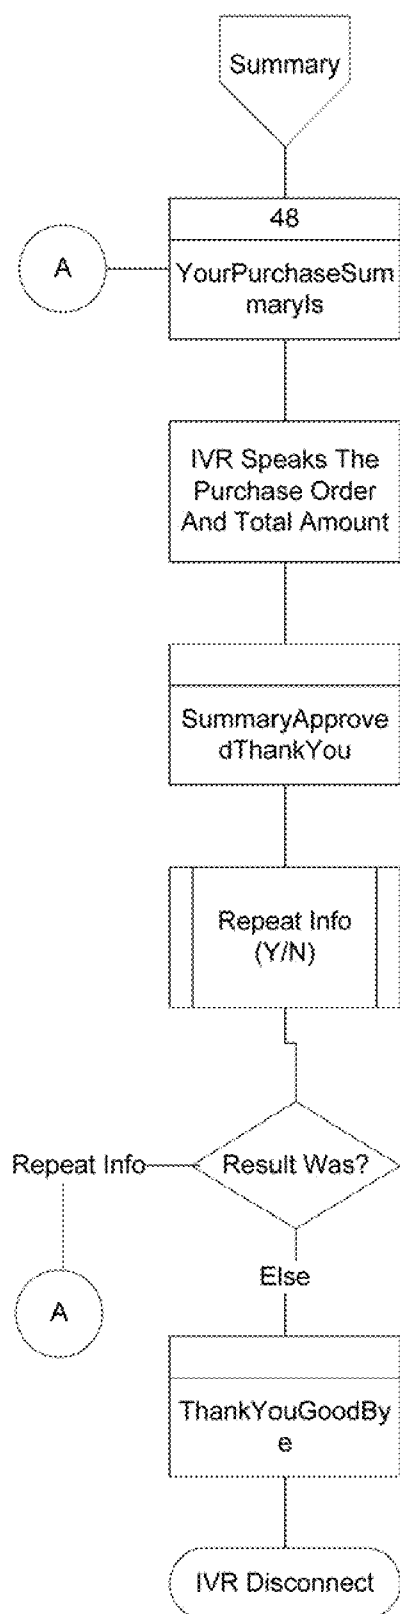 Summary
48
A
YourPurchaseSum
maryIs
IVR Speaks The
Purchase Order
And Total Amount
SummaryApprove
dThankYou
Repeat Info
(Y/N)
Repeat Info
Result Was?
A
Else
ThankYouGoodBy
e
IVR Disconnect